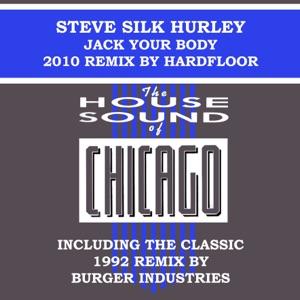 STEVE SILK HURLEY
JACK YOUR BODY
2010 REMIX BY HARDFLOOR
The
HOUSE
SOUND
of
CHICAGO
INCLUDING THE CLASSIC
1992 REMIX BY
BURGER INDUSTRIES